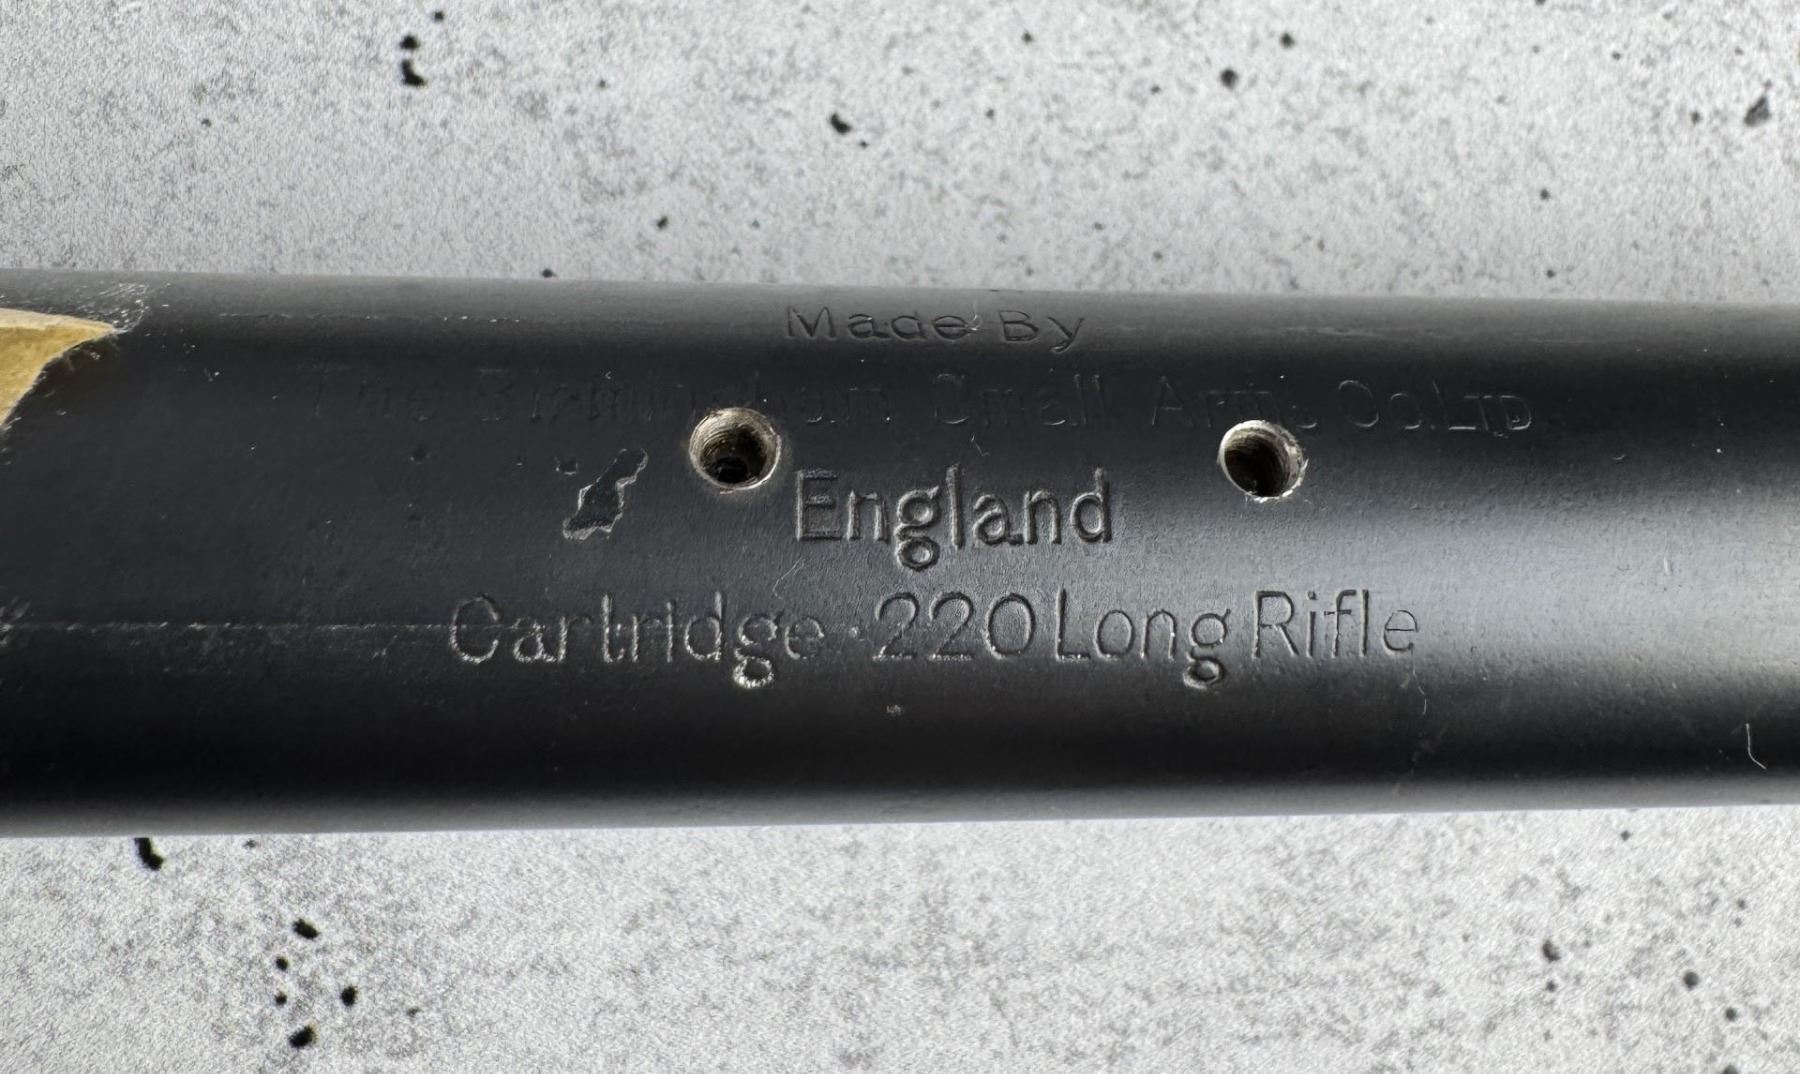 Made By
The Birmingham Small Arms Co. LTD
England
Cartridge .220 Long Rifle